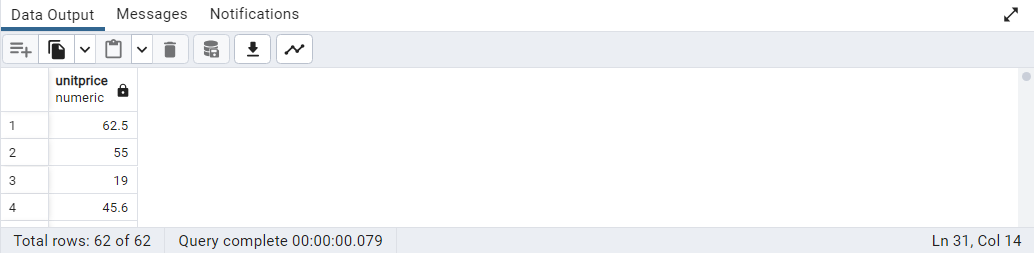 Data Output Messages Notifications
unitprice
numeric
1 62.5
2 55
3 19
4 45.6
Total rows: 62 of 62 Query complete 00:00:00.079 Ln 31, Col 14